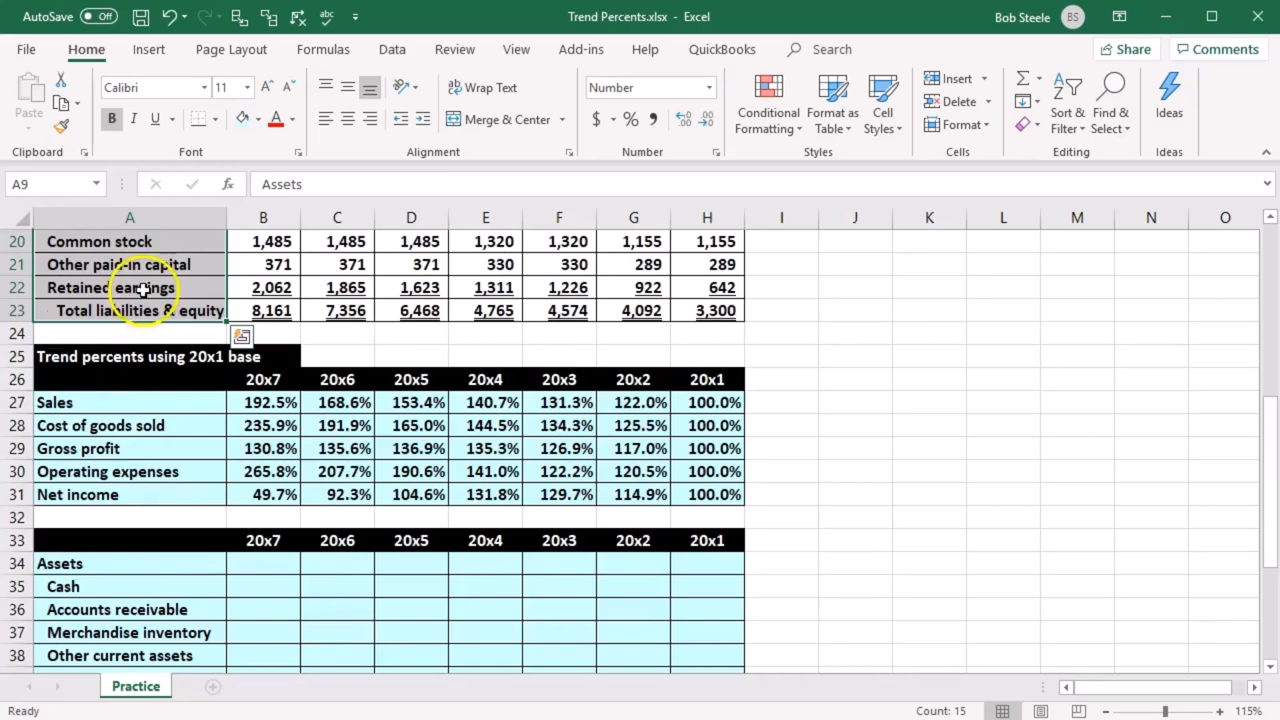 AutoSave Off Trend Percents.xlsx - Excel Bob Steele BS
File Home Insert Page Layout Formulas Data Review View Add-ins Help QuickBooks Search Share Comments
Paste Calibri 11 B I U Wrap Text Merge & Center Number $ % Conditional Formatting Format as Table Cell Styles Insert Delete Format Sort & Filter Find & Select Ideas
Clipboard Font Alignment Number Styles Cells Editing Ideas
A9 fx Assets
A B C D E F G H I J K L M N O
20 Common stock 1,485 1,485 1,485 1,320 1,320 1,155 1,155
21 Other paid-in capital 371 371 371 330 330 289 289
22 Retained earnings 2,062 1,865 1,623 1,311 1,226 922 642
23 Total liabilities & equity 8,161 7,356 6,468 4,765 4,574 4,092 3,300
24
25 Trend percents using 20x1 base
26 20x7 20x6 20x5 20x4 20x3 20x2 20x1
27 Sales 192.5% 168.6% 153.4% 140.7% 131.3% 122.0% 100.0%
28 Cost of goods sold 235.9% 191.9% 165.0% 144.5% 134.3% 125.5% 100.0%
29 Gross profit 130.8% 135.6% 136.9% 135.3% 126.9% 117.0% 100.0%
30 Operating expenses 265.8% 207.7% 190.6% 141.0% 122.2% 120.5% 100.0%
31 Net income 49.7% 92.3% 104.6% 131.8% 129.7% 114.9% 100.0%
32
33 20x7 20x6 20x5 20x4 20x3 20x2 20x1
34 Assets
35 Cash
36 Accounts receivable
37 Merchandise inventory
38 Other current assets
Practice
Ready Count: 15 115%